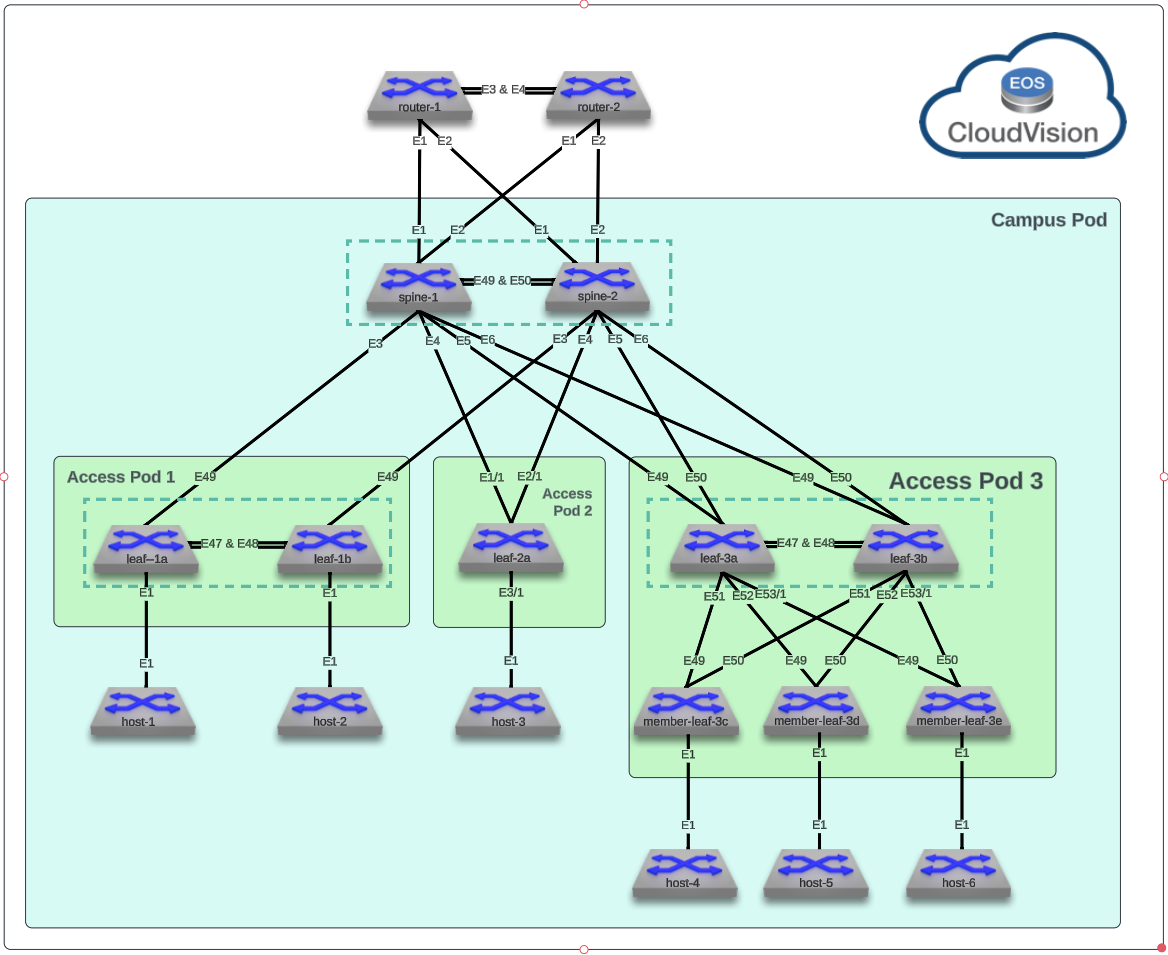 EOS
CloudVision
router-1
E3 & E4
router-2
E1
E2
E1
E2
Campus Pod
E1
E2
E1
E2
spine-1
E49 & E50
spine-2
E3
E4
E5
E6
E3
E4
E5
E6
Access Pod 1
E49
E49
leaf--1a
E47 & E48
leaf-1b
E1
E1
E1
E1
host-1
host-2
E1/1
E2/1
Access
Pod 2
leaf-2a
E3/1
E1
host-3
Access Pod 3
E49
E50
E49
E50
leaf-3a
E47 & E48
leaf-3b
E51
E52
E53/1
E51
E52
E53/1
E49
E50
E49
E50
E49
E50
member-leaf-3c
member-leaf-3d
member-leaf-3e
E1
E1
E1
E1
E1
E1
host-4
host-5
host-6